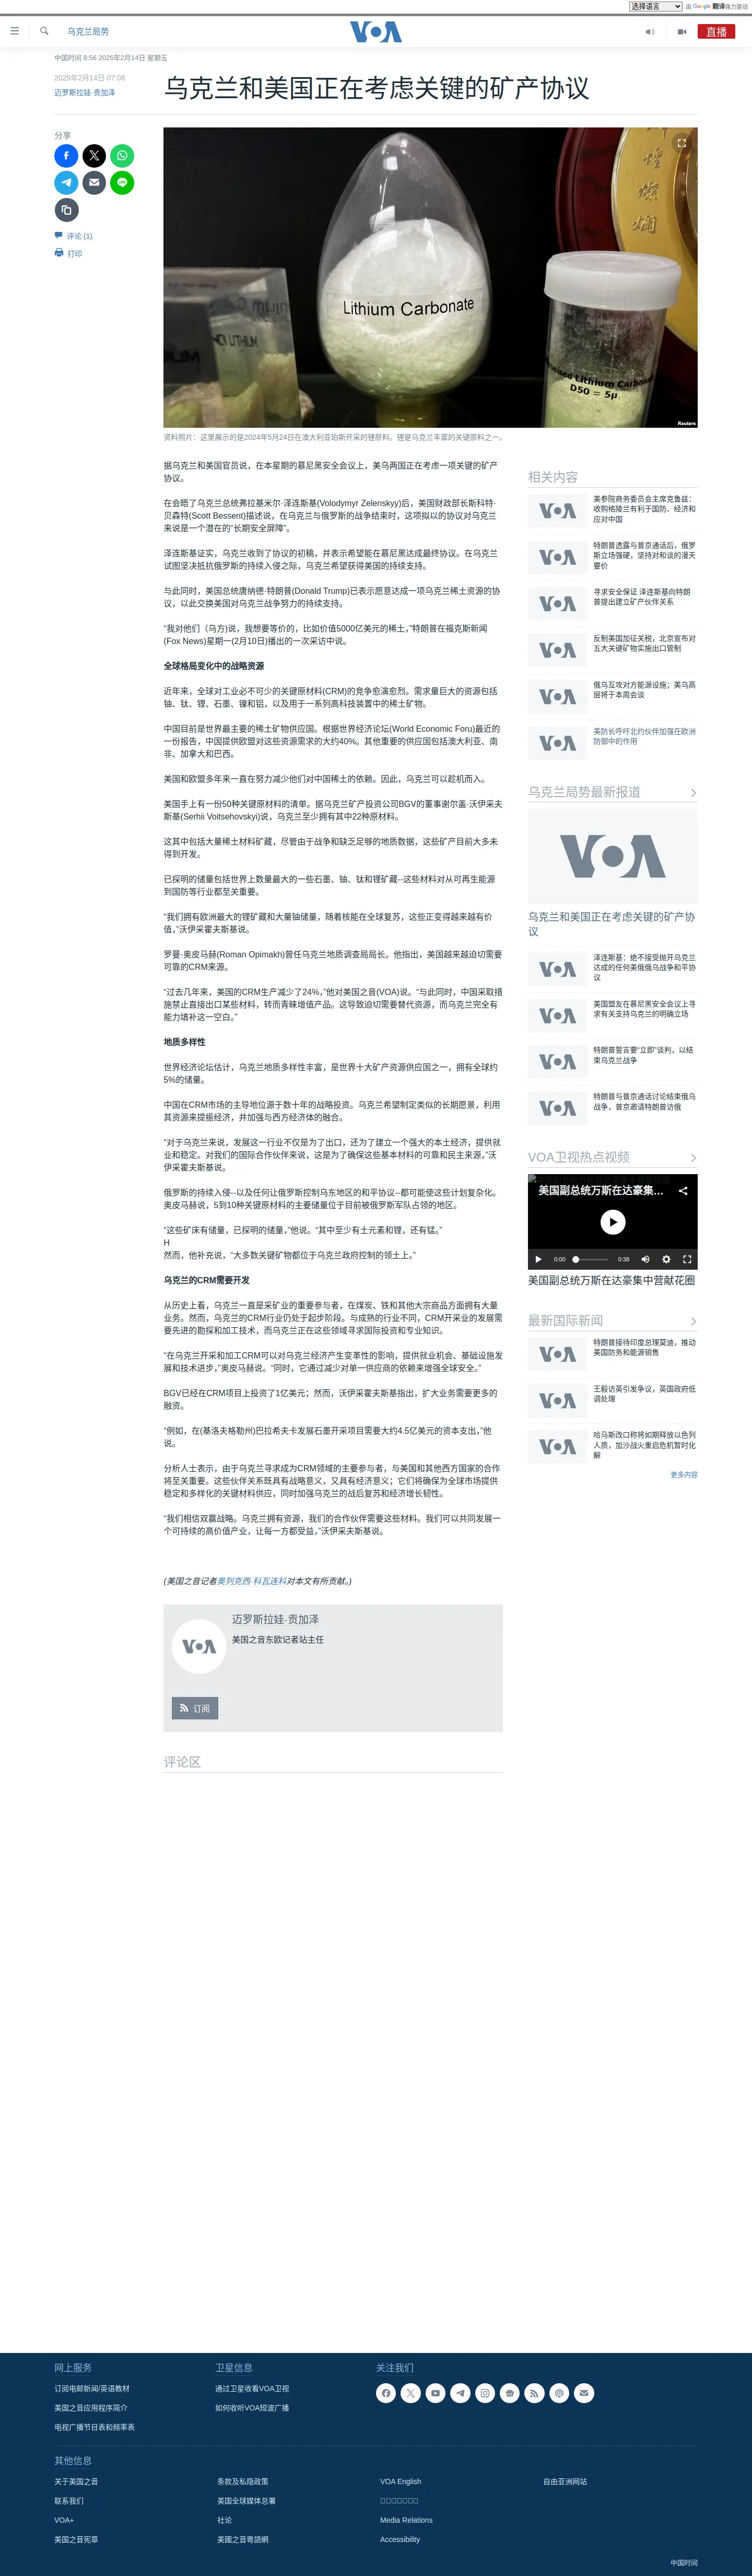 选择语言 由 Google 翻译强力驱动
乌克兰局势
VOA
直播
中国时间 8:56 2025年2月14日 星期五
2025年2月14日 07:08
迈罗斯拉娃·贡加泽
乌克兰和美国正在考虑关键的矿产协议
分享
评论 (1)
打印
Lithium Carbonate
Lithium Carbonate
D50 = 5µ
Reuters
资料照片：这里展示的是2024年5月24日在澳大利亚珀斯开采的锂原料。锂是乌克兰丰富的关键原料之一。
据乌克兰和美国官员说，在本星期的慕尼黑安全会议上，美乌两国正在考虑一项关键的矿产
协议。
在会晤了乌克兰总统弗拉基米尔·泽连斯基(Volodymyr Zelenskyy)后，美国财政部长斯科特·
贝森特(Scott Bessent)描述说，在乌克兰与俄罗斯的战争结束时，这项拟以的协议对乌克兰
来说是一个潜在的“长期安全屏障”。
泽连斯基证实，乌克兰收到了协议的初稿，并表示希望能在慕尼黑达成最终协议。在乌克兰
试图坚决抵抗俄罗斯的持续入侵之际，乌克兰希望获得美国的持续支持。
与此同时，美国总统唐纳德·特朗普(Donald Trump)已表示愿意达成一项乌克兰稀土资源的协
议，以此交换美国对乌克兰战争努力的持续支持。
“我对他们（乌方)说，我想要等价的，比如价值5000亿美元的稀土，”特朗普在福克斯新闻
(Fox News)星期一(2月10日)播出的一次采访中说。
全球格局变化中的战略资源
近年来，全球对工业必不可少的关键原材料(CRM)的竞争愈演愈烈。需求量巨大的资源包括
铀、钛、锂、石墨、镍和铝，以及用于一系列高科技装置中的稀土矿物。
中国目前是世界最主要的稀土矿物供应国。根据世界经济论坛(World Economic Foru)最近的
一份报告，中国提供欧盟对这些资源需求的大约40%。其他重要的供应国包括澳大利亚、南
非、加拿大和巴西。
美国和欧盟多年来一直在努力减少他们对中国稀土的依赖。因此，乌克兰可以趁机而入。
美国手上有一份50种关键原材料的清单。据乌克兰矿产投资公司BGV的董事谢尔盖·沃伊采夫
斯基(Serhii Voitsehovskyi)说，乌克兰至少拥有其中22种原材料。
这其中包括大量稀土材料矿藏，尽管由于战争和缺乏足够的地质数据，这些矿产目前大多未
得到开发。
已探明的储量包括世界上数量最大的一些石墨、铀、钛和锂矿藏--这些材料对从可再生能源
到国防等行业都至关重要。
“我们拥有欧洲最大的锂矿藏和大量铀储量，随着核能在全球复苏，这些正变得越来越有价
值，”沃伊采霍夫斯基说。
罗曼·奥皮马赫(Roman Opimakh)曾任乌克兰地质调查局局长。他指出，美国越来越迫切需要
可靠的CRM来源。
“过去几年来，美国的CRM生产减少了24%，”他对美国之音(VOA)说。“与此同时，中国采取措
施禁止直接出口某些材料，转而青睐增值产品。这导致迫切需要替代资源，而乌克兰完全有
能力填补这一空白。”
地质多样性
世界经济论坛估计，乌克兰地质多样性丰富，是世界十大矿产资源供应国之一，拥有全球约
5%的储量。
中国在CRM市场的主导地位源于数十年的战略投资。乌克兰希望制定类似的长期愿景，利用
其资源来提振经济，并加强与西方经济体的融合。
“对于乌克兰来说，发展这一行业不仅是为了出口，还为了建立一个强大的本土经济，提供就
业和稳定。对我们的国际合作伙伴来说，这是为了确保这些基本材料的可靠和民主来源，”沃
伊采霍夫斯基说。
俄罗斯的持续入侵--以及任何让俄罗斯控制乌东地区的和平协议--都可能使这些计划复杂化。
奥皮马赫说，5到10种关键原材料的主要储量位于目前被俄罗斯军队占领的地区。
“这些矿床有储量，已探明的储量，”他说。“其中至少有土元素和锂，还有锰。”
H
然而，他补充说，“大多数关键矿物都位于乌克兰政府控制的领土上。”
乌克兰的CRM需要开发
从历史上看，乌克兰一直是采矿业的重要参与者，在煤炭、铁和其他大宗商品方面拥有大量
业务。然而，乌克兰的CRM行业仍处于起步阶段。与成熟的行业不同，CRM开采业的发展需
要先进的勘探和加工技术，而乌克兰正在这些领域寻求国际投资和专业知识。
“在乌克兰开采和加工CRM可以对乌克兰经济产生变革性的影响，提供就业机会、基础设施发
展和技术进步，”奥皮马赫说。“同时，它通过减少对单一供应商的依赖来增强全球安全。”
BGV已经在CRM项目上投资了1亿美元；然而，沃伊采霍夫斯基指出，扩大业务需要更多的
融资。
“例如，在(基洛夫格勒州)巴拉希夫卡发展石墨开采项目需要大约4.5亿美元的资本支出，”他
说。
分析人士表示，由于乌克兰寻求成为CRM领域的主要参与者，与美国和其他西方国家的合作
将至关重要。这些伙伴关系既具有战略意义，又具有经济意义；它们将确保为全球市场提供
稳定和多样化的关键材料供应，同时加强乌克兰的战后复苏和经济增长韧性。
“我们相信双赢战略。乌克兰拥有资源，我们的合作伙伴需要这些材料。我们可以共同发展一
个可持续的高价值产业，让每一方都受益，”沃伊采夫斯基说。
(美国之音记者奥列克西·科瓦连科对本文有所贡献。)
迈罗斯拉娃·贡加泽
美国之音东欧记者站主任
VOA
订阅
评论区
相关内容
美参院商务委员会主席克鲁兹：
收购格陵兰有利于国防、经济和
应对中国
特朗普透露与普京通话后，俄罗
斯立场强硬，坚持对和谈的漫天
要价
寻求安全保证 泽连斯基向特朗
普提出建立矿产伙伴关系
反制美国加征关税，北京宣布对
五大关键矿物实施出口管制
俄乌互攻对方能源设施；美乌高
层将于本周会谈
美防长呼吁北约伙伴加强在欧洲
防御中的作用
乌克兰局势最新报道
VOA
乌克兰和美国正在考虑关键的矿产协
议
泽连斯基：绝不接受抛开乌克兰
达成的任何美俄俄乌战争和平协
议
美国盟友在慕尼黑安全会议上寻
求有关支持乌克兰的明确立场
特朗普誓言要“立即”谈判，以结
束乌克兰战争
特朗普与普京通话讨论结束俄乌
战争，普京邀请特朗普访俄
VOA卫视热点视频
美国副总统万斯在达豪集...
0:00 0:38
美国副总统万斯在达豪集中营献花圈
最新国际新闻
特朗普接待印度总理莫迪，推动
美国防务和能源销售
王毅访英引发争议，英国政府低
调处理
哈马斯改口称将如期释放以色列
人质，加沙战火重启危机暂时化
解
更多内容
网上服务
订阅电邮新闻/英语教材
美国之音应用程序简介
电视广播节目表和频率表
卫星信息
通过卫星收看VOA卫视
如何收听VOA短波广播
关注我们
其他信息
关于美国之音
联系我们
VOA+
美国之音宪章
条款及私隐政策
美国全球媒体总署
社论
美國之音粵語網
VOA English
Media Relations
Accessibility
自由亚洲网站
中国时间